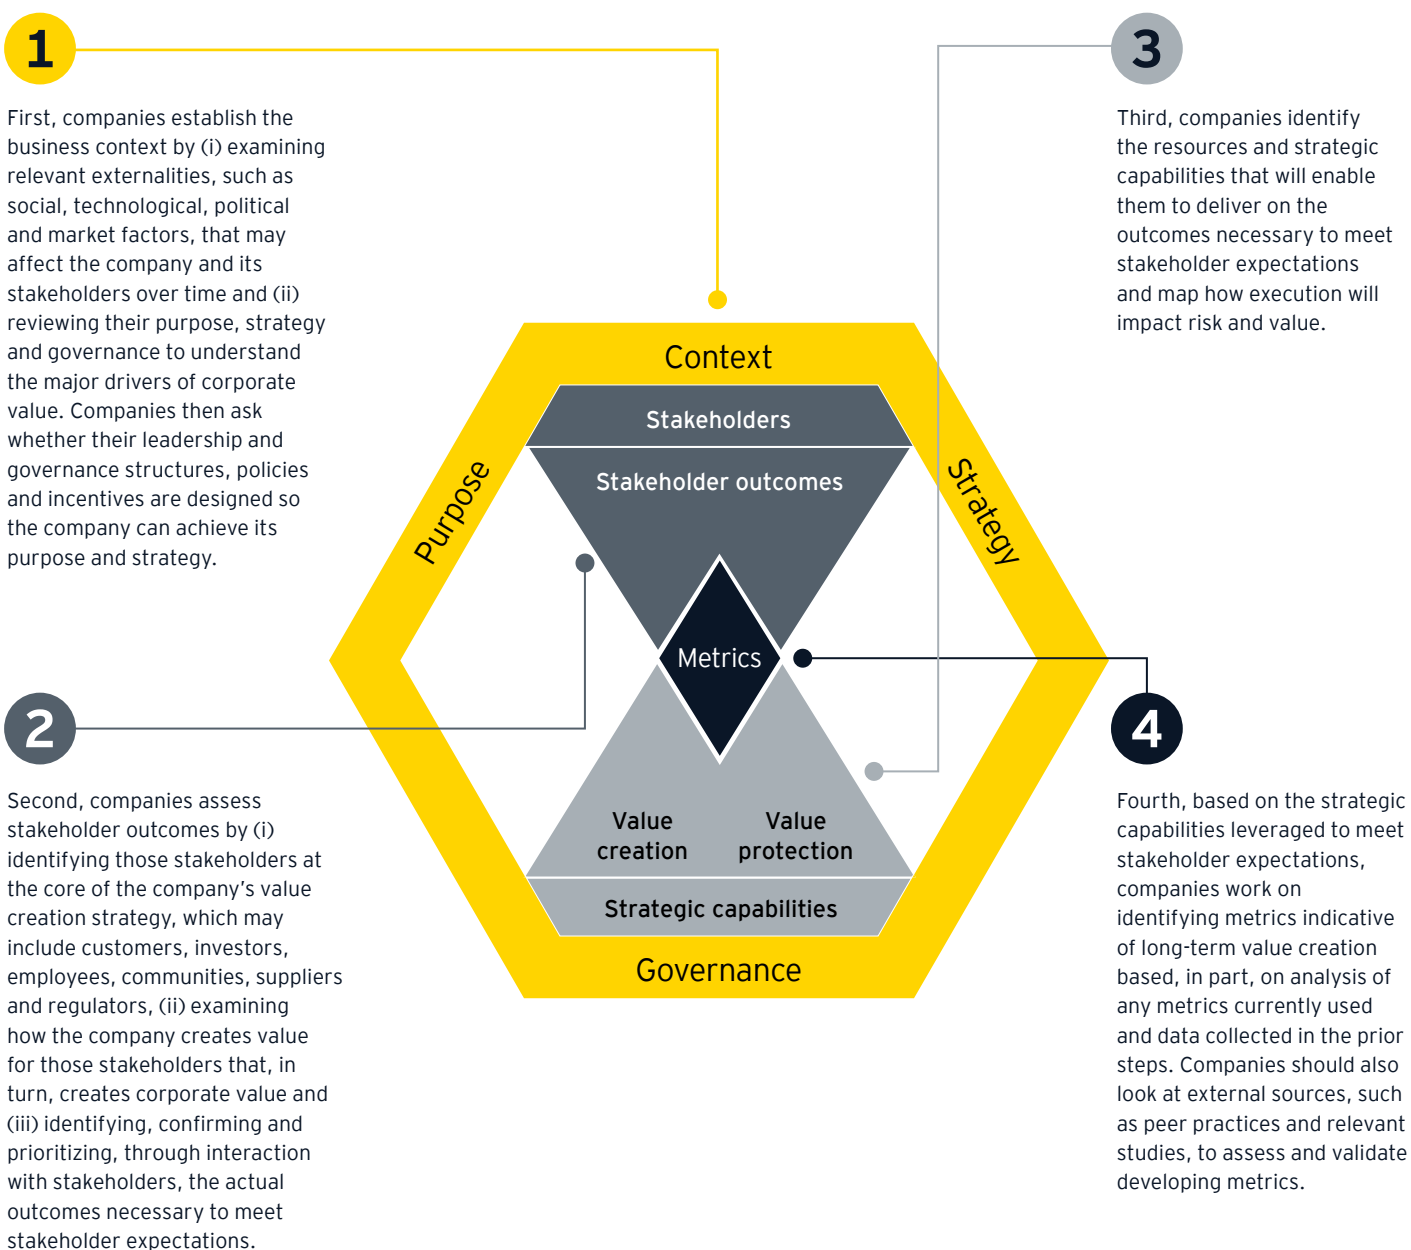 1
First, companies establish the
business context by (i) examining
relevant externalities, such as
social, technological, political
and market factors, that may
affect the company and its
stakeholders over time and (ii)
reviewing their purpose, strategy
and governance to understand
the major drivers of corporate
value. Companies then ask
whether their leadership and
governance structures, policies
and incentives are designed so
the company can achieve its
purpose and strategy.
2
Second, companies assess
stakeholder outcomes by (i)
identifying those stakeholders at
the core of the company’s value
creation strategy, which may
include customers, investors,
employees, communities, suppliers
and regulators, (ii) examining
how the company creates value
for those stakeholders that, in
turn, creates corporate value and
(iii) identifying, confirming and
prioritizing, through interaction
with stakeholders, the actual
outcomes necessary to meet
stakeholder expectations.
Context
Stakeholders
Stakeholder outcomes
Purpose
Strategy
Metrics
Value
creation
Value
protection
Strategic capabilities
Governance
3
Third, companies identify
the resources and strategic
capabilities that will enable
them to deliver on the
outcomes necessary to meet
stakeholder expectations
and map how execution will
impact risk and value.
4
Fourth, based on the strategic
capabilities leveraged to meet
stakeholder expectations,
companies work on
identifying metrics indicative
of long-term value creation
based, in part, on analysis of
any metrics currently used
and data collected in the prior
steps. Companies should also
look at external sources, such
as peer practices and relevant
studies, to assess and validate
developing metrics.